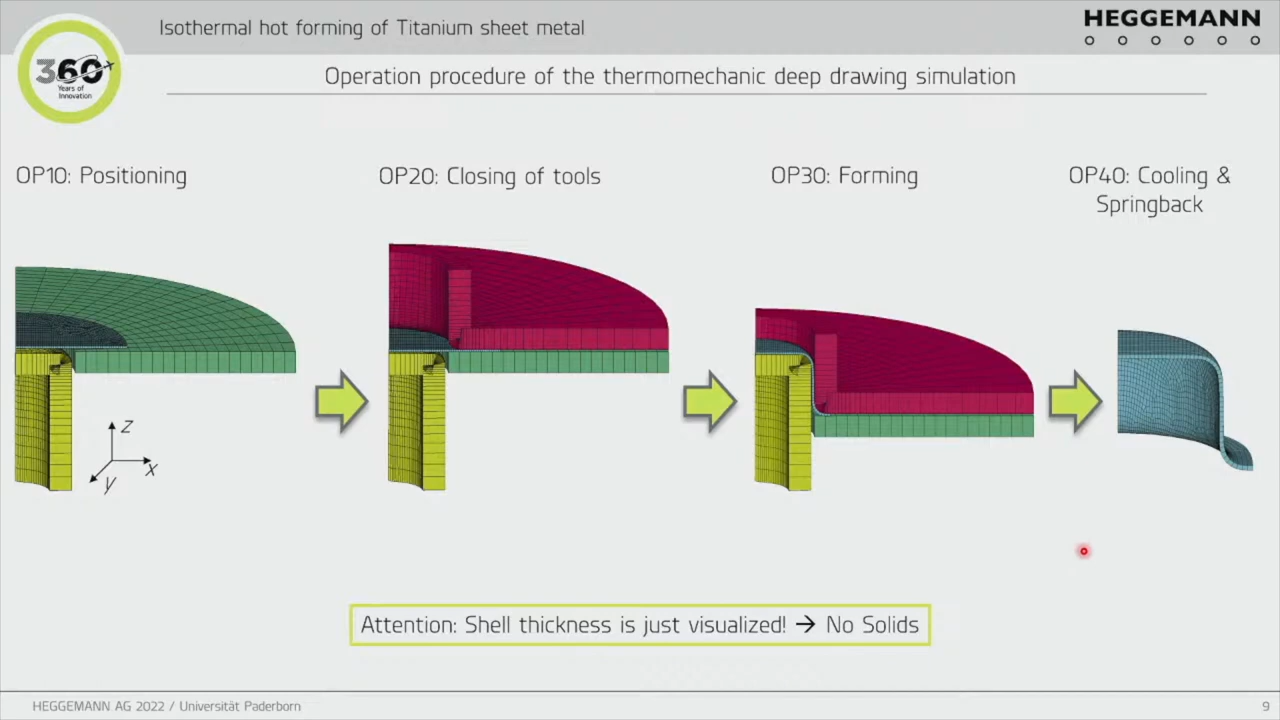 Isothermal hot forming of Titanium sheet metal
HEGGEMANN
360
Years of
Innovation
Operation procedure of the thermomechanic deep drawing simulation
OP10: Positioning
OP20: Closing of tools
OP30: Forming
OP40: Cooling &
Springback
Z
X
y
Attention: Shell thickness is just visualized! → No Solids
HEGGEMANN AG 2022 / Universität Paderborn
9